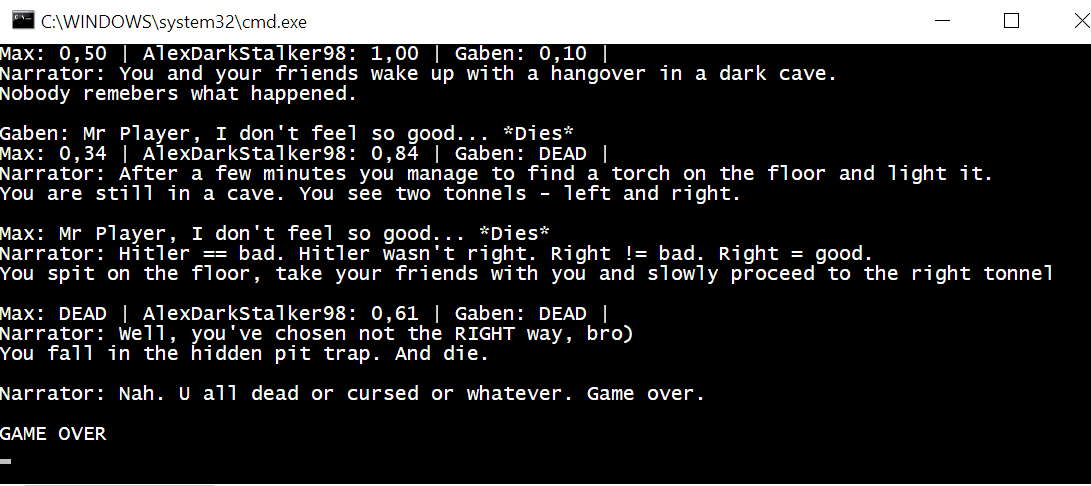 C:\WINDOWS\system32\cmd.exe
Max: 0,50 | AlexDarkStalker98: 1,00 | Gaben: 0,10 |
Narrator: You and your friends wake up with a hangover in a dark cave.
Nobody remebers what happened.
Gaben: Mr Player, I don't feel so good... *Dies*
Max: 0,34 | AlexDarkStalker98: 0,84 | Gaben: DEAD |
Narrator: After a few minutes you manage to find a torch on the floor and light it.
You are still in a cave. You see two tonnels - left and right.
Max: Mr Player, I don't feel so good... *Dies*
Narrator: Hitler == bad. Hitler wasn't right. Right != bad. Right = good.
You spit on the floor, take your friends with you and slowly proceed to the right tonnel
Max: DEAD | AlexDarkStalker98: 0,61 | Gaben: DEAD |
Narrator: Well, you've chosen not the RIGHT way, bro)
You fall in the hidden pit trap. And die.
Narrator: Nah. U all dead or cursed or whatever. Game over.
GAME OVER